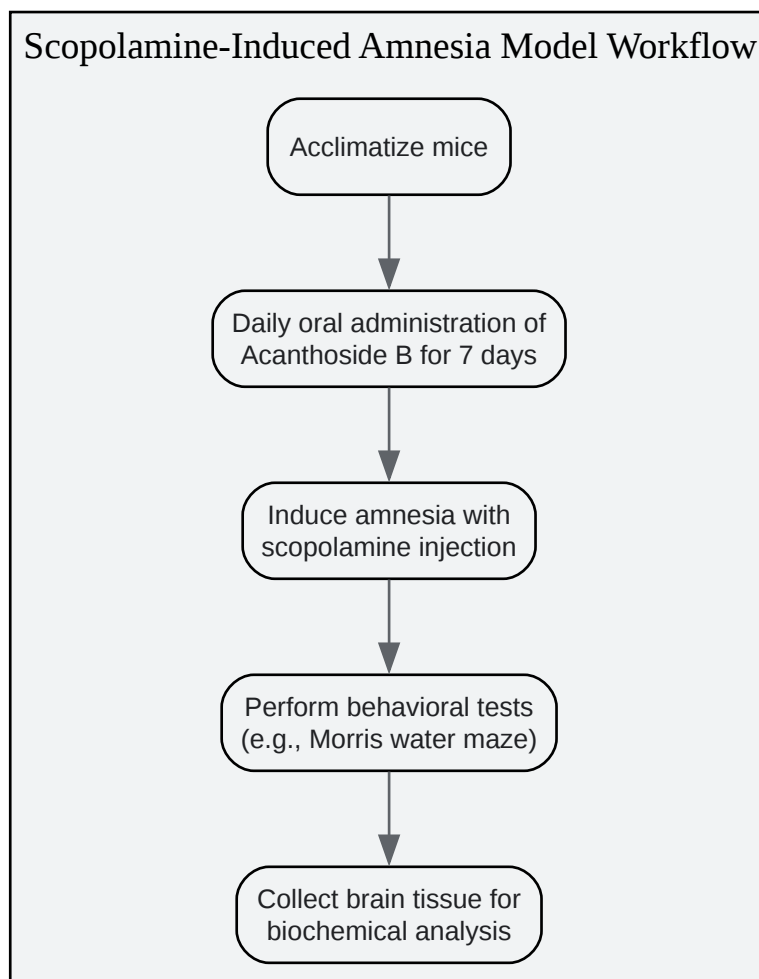 Scopolamine-Induced Amnesia Model Workflow
Acclimatize mice
Daily oral administration of
Acanthoside B for 7 days
Induce amnesia with
scopolamine injection
Perform behavioral tests
(e.g., Morris water maze)
Collect brain tissue for
biochemical analysis